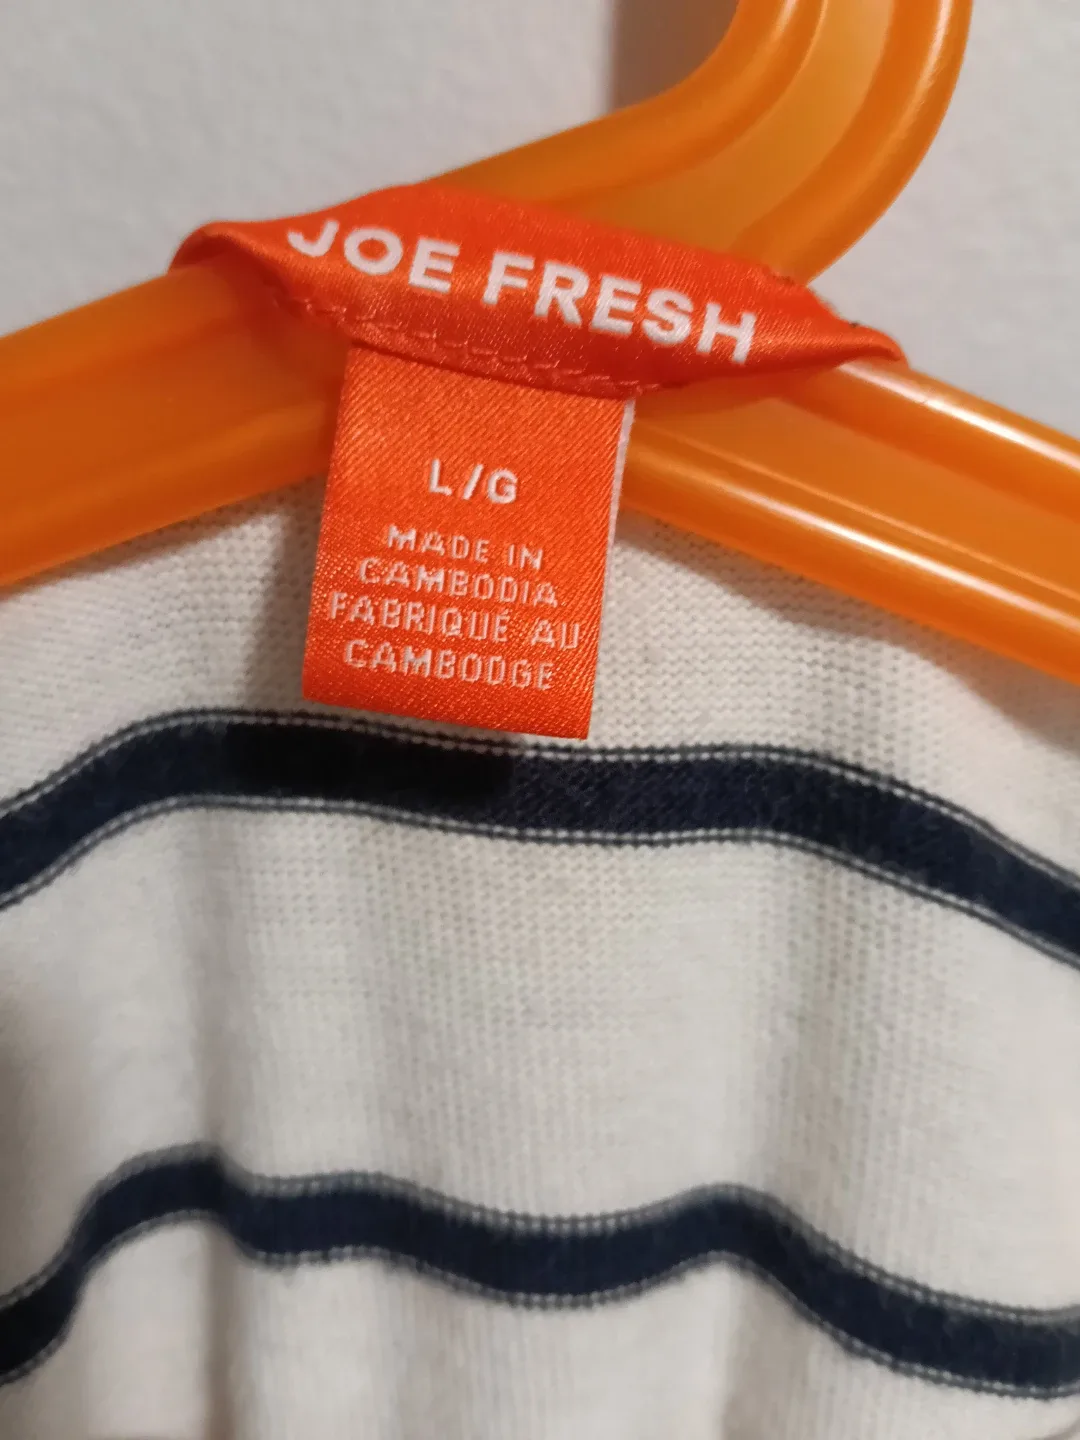 JOE FRESH
L/G
MADE IN
CAMBODIA
FABRIQUÉ AU
CAMBODGE